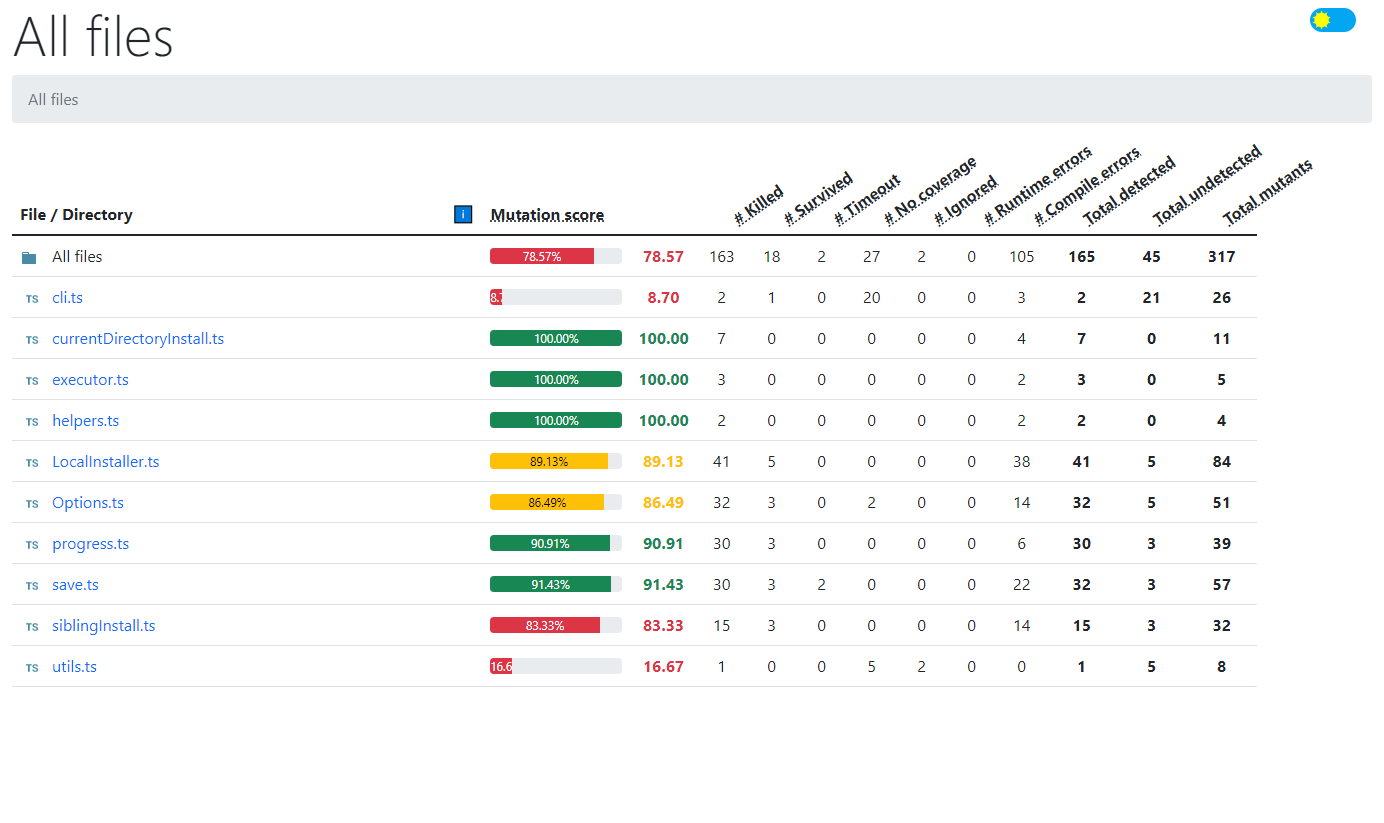 All files
All files
File / Directory i Mutation score # Killed # Survived # Timeout # No coverage # Ignored # Runtime errors # Compile errors Total detected Total undetected Total mutants
All files 78.57% 78.57 163 18 2 27 2 0 105 165 45 317
TS cli.ts 8.7 8.70 2 1 0 20 0 0 3 2 21 26
TS currentDirectoryInstall.ts 100.00% 100.00 7 0 0 0 0 0 4 7 0 11
TS executor.ts 100.00% 100.00 3 0 0 0 0 0 2 3 0 5
TS helpers.ts 100.00% 100.00 2 0 0 0 0 0 2 2 0 4
TS LocalInstaller.ts 89.13% 89.13 41 5 0 0 0 0 38 41 5 84
TS Options.ts 86.49% 86.49 32 3 0 2 0 0 14 32 5 51
TS progress.ts 90.91% 90.91 30 3 0 0 0 0 6 30 3 39
TS save.ts 91.43% 91.43 30 3 2 0 0 0 22 32 3 57
TS siblingInstall.ts 83.33% 83.33 15 3 0 0 0 0 14 15 3 32
TS utils.ts 16.6 16.67 1 0 0 5 2 0 0 1 5 8